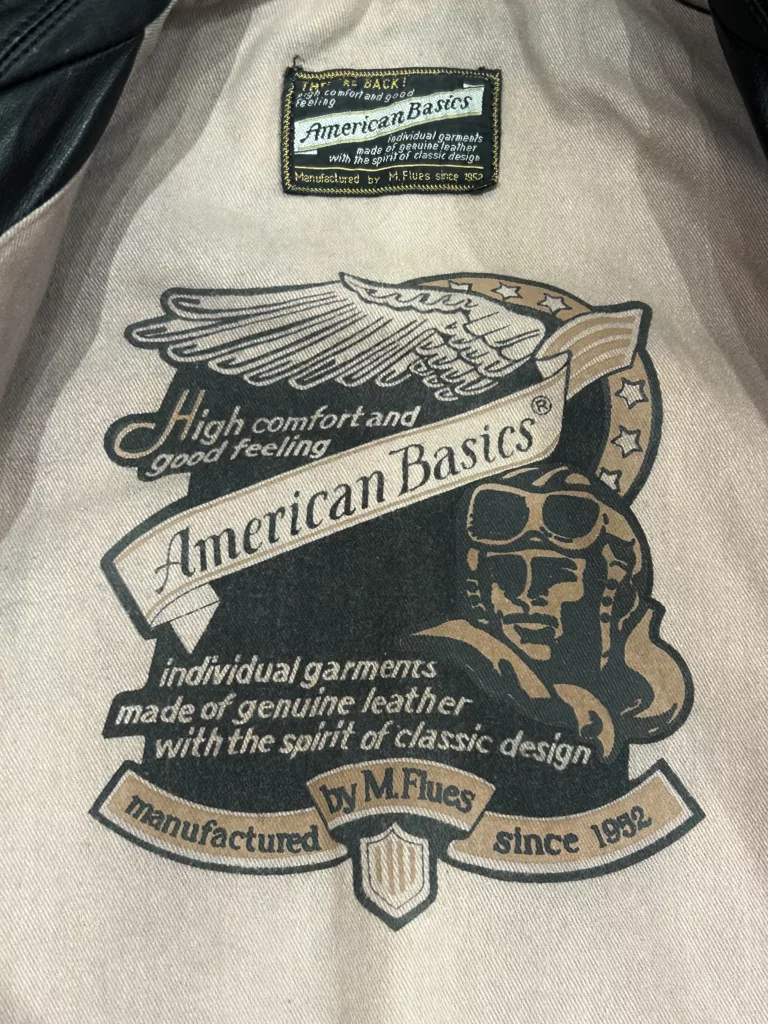 BACK!
high comfort and good
feeling
American Basics
individual garments
made of genuine leather
with the spirit of classic design
Manufactured by M.Flues since 1952
High comfort and
good feeling
American Basics®
individual garments
made of genuine leather
with the spirit of classic design
manufactured by M.Flues since 1952